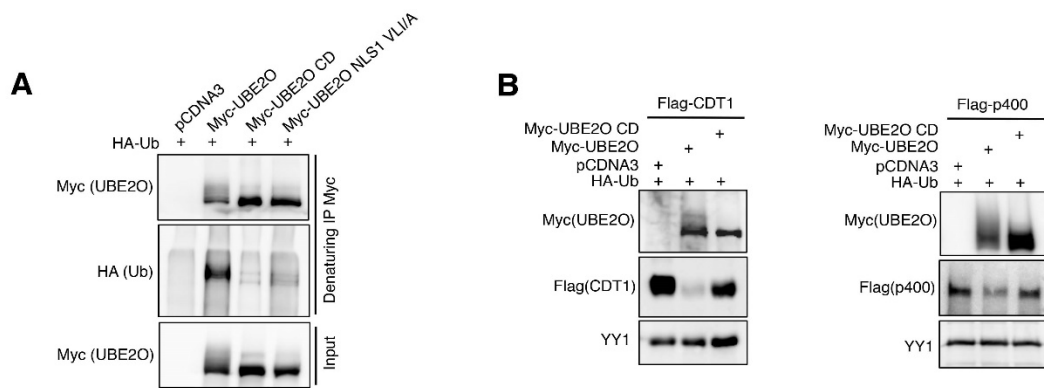 A
pCDNA3
Myc-UBE2O
Myc-UBE2O CD
Myc-UBE2O NLS1 VLI/A
HA-Ub + + + +
Myc (UBE2O)
HA (Ub)
Denaturing IP Myc
Myc (UBE2O)
Input
B
Flag-CDT1
Myc-UBE2O CD +
Myc-UBE2O +
pCDNA3 +
HA-Ub + + +
Myc(UBE2O)
Flag(CDT1)
YY1
Flag-p400
Myc-UBE2O CD +
Myc-UBE2O +
pCDNA3 +
HA-Ub + + +
Myc(UBE2O)
Flag(p400)
YY1